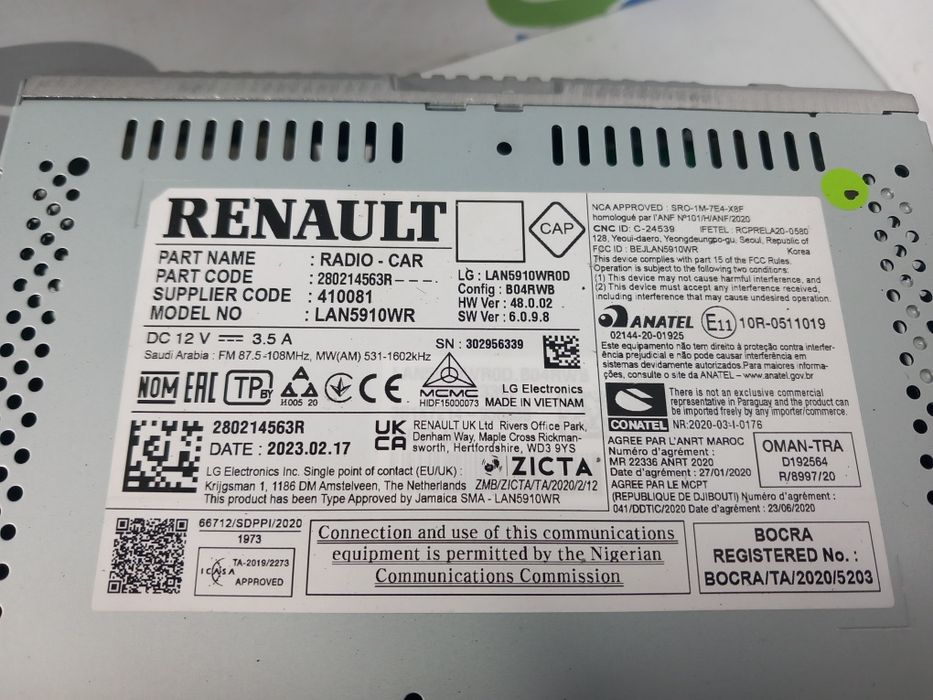 RENAULT
PART NAME : RADIO - CAR
PART CODE : 280214563R---
SUPPLIER CODE : 410081
MODEL NO : LAN5910WR
CAP
LG : LAN5910WR0D
Config : B04RWB
HW Ver : 48.0.02
SW Ver : 6.0.9.8
DC 12 V ⎓ 3.5 A
Saudi Arabia : FM 87.5-108MHz, MW(AM) 531-1602kHz
SN : 302956339
NOM EAC TP BY H005 20 CE
MCMC
HIDF15000073
LG Electronics
MADE IN VIETNAM
280214563R
DATE : 2023.02.17
UKCA
RENAULT UK Ltd Rivers Office Park,
Denham Way, Maple Cross Rickman-
sworth, Hertfordshire, WD3 9YS
LG Electronics Inc. Single point of contact (EU/UK) :
Krijgsman 1, 1186 DM Amstelveen, The Netherlands
ZICTA
ZMB/ZICTA/TA/2020/2/12
This product has been Type Approved by Jamaica SMA - LAN5910WR
NCA APPROVED : SRO-1M-7E4-X8F
homologué par l'ANF Nº101/H/ANF/2020
CNC ID: C-24539 IFETEL : RCPRELA20-0580
128, Yeoui-daero, Yeongdeungpo-gu, Seoul, Republic of
FCC ID : BEJLAN5910WR Korea
This device complies with part 15 of the FCC Rules.
Operation is subject to the following two conditions:
(1) This device may not cause harmful interference, and
(2) This device must accept any interference received,
including interference that may cause undesired operation.
ANATEL
02144-20-01925
E11 10R-0511019
Este equipamento não tem direito à proteção contra interfer-
ência prejudicial e não pode causar interferência em
sistemas devidamente autorizados.Para maiores informa-
ções, consulte o site da ANATEL – www.anatel.gov.br
CONATEL
There is not an exclusive commercial
representative in Paraguay and the product can
be imported freely by any importer/commercial.
NR:2020-03-I-0176
AGREE PAR L'ANRT MAROC
Numéro d'agrément :
MR 22336 ANRT 2020
Date d'agrément : 27/01/2020
AGREE PAR LE MCPT
(REPUBLIQUE DE DJIBOUTI) Numéro d'agrément :
041/DDTIC/2020 Date d'agrément : 23/06/2020
OMAN-TRA
D192564
R/8997/20
66712/SDPPI/2020
1973
ICASA
TA-2019/2273
APPROVED
Connection and use of this communications
equipment is permitted by the Nigerian
Communications Commission
BOCRA
REGISTERED No. :
BOCRA/TA/2020/5203